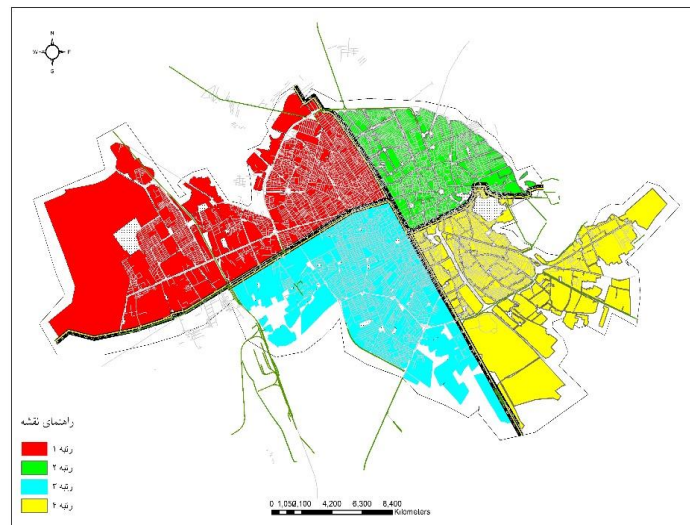 N
W E
S
راهنمای نقشه
رتبه ۱
رتبه ۲
رتبه ۳
رتبه ۴
0 1,050 2,100 4,200 6,300 8,400
Kilometers